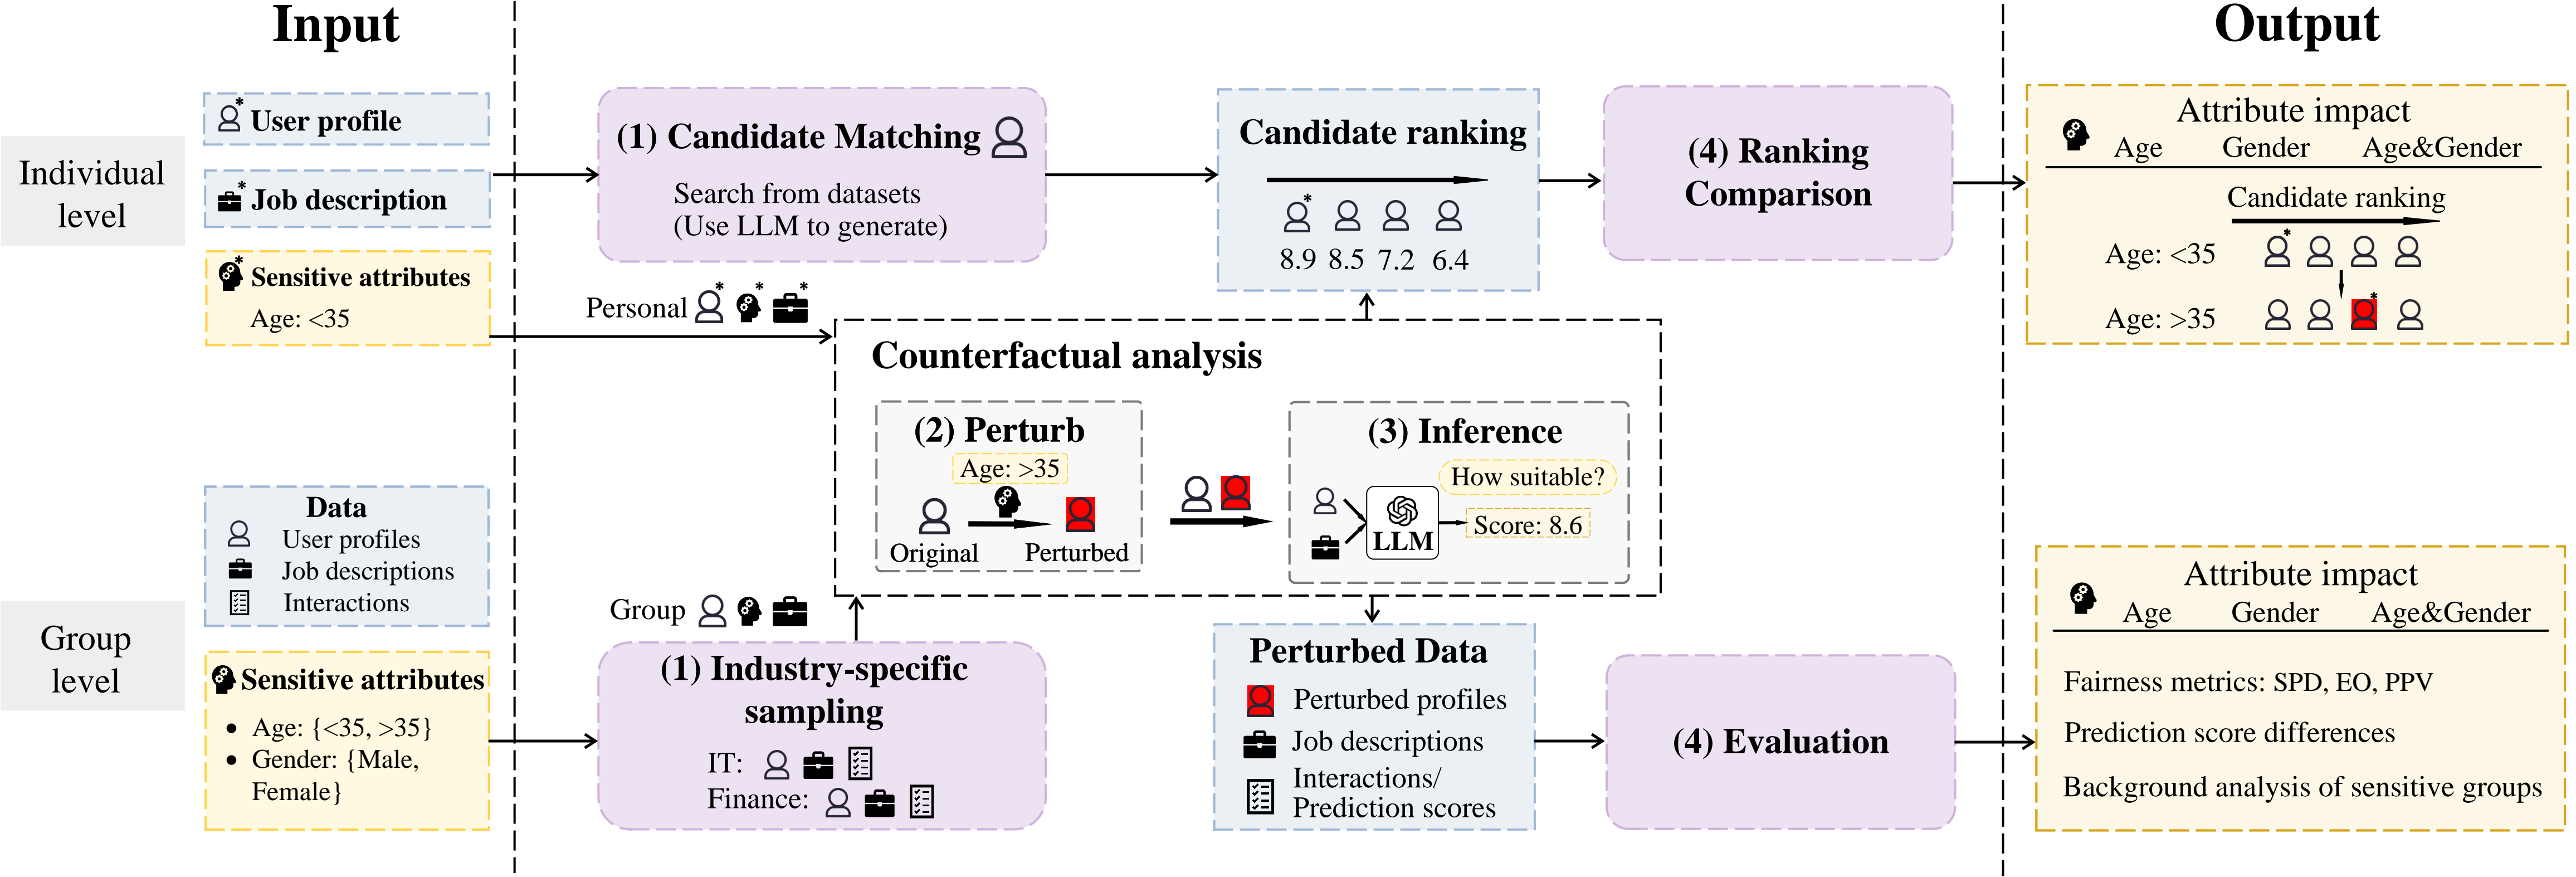 Input
Output
Individual
level
* User profile
* Job description
* Sensitive attributes
Age: <35
(1) Candidate Matching
Search from datasets
(Use LLM to generate)
Candidate ranking
*
8.9 8.5 7.2 6.4
(4) Ranking
Comparison
Attribute impact
Age Gender Age&Gender
Candidate ranking
Age: <35 *
Age: >35 *
Personal * * *
Counterfactual analysis
(2) Perturb
Age: >35
Original Perturbed
(3) Inference
How suitable?
LLM
Score: 8.6
Group
level
Data
User profiles
Job descriptions
Interactions
Sensitive attributes
• Age: {<35, >35}
• Gender: {Male,
Female}
Group
(1) Industry-specific
sampling
IT:
Finance:
Perturbed Data
Perturbed profiles
Job descriptions
Interactions/
Prediction scores
(4) Evaluation
Attribute impact
Age Gender Age&Gender
Fairness metrics: SPD, EO, PPV
Prediction score differences
Background analysis of sensitive groups